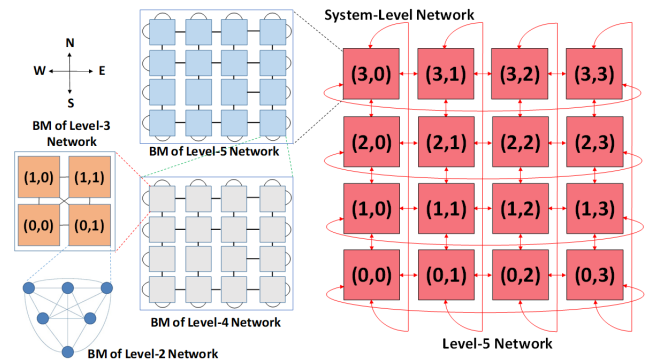 System-Level Network
N
W E
S
BM of Level-3
Network
BM of Level-5 Network
(1,0) (1,1)
(0,0) (0,1)
BM of Level-4 Network
BM of Level-2 Network
(3,0) (3,1) (3,2) (3,3)
(2,0) (2,1) (2,2) (2,3)
(1,0) (1,1) (1,2) (1,3)
(0,0) (0,1) (0,2) (0,3)
Level-5 Network